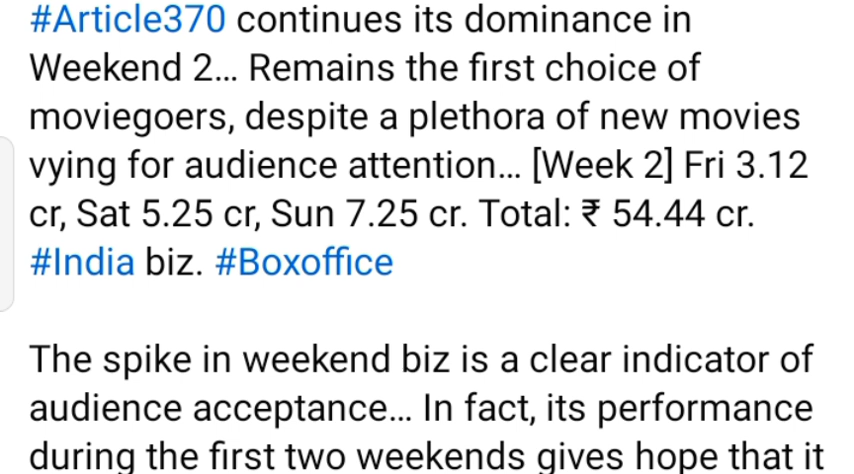 #Article370 continues its dominance in
Weekend 2... Remains the first choice of
moviegoers, despite a plethora of new movies
vying for audience attention... [Week 2] Fri 3.12
cr, Sat 5.25 cr, Sun 7.25 cr. Total: ₹ 54.44 cr.
#India biz. #Boxoffice
The spike in weekend biz is a clear indicator of
audience acceptance... In fact, its performance
during the first two weekends gives hope that it